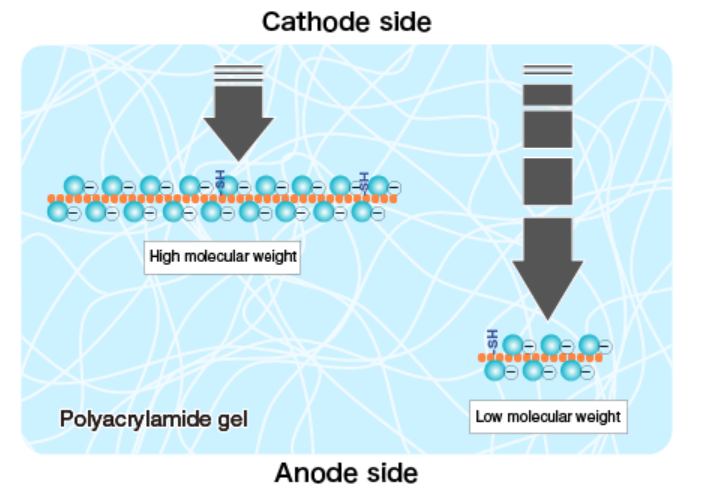 Cathode side
-SH
-SH
High molecular weight
-SH
Low molecular weight
Polyacrylamide gel
Anode side